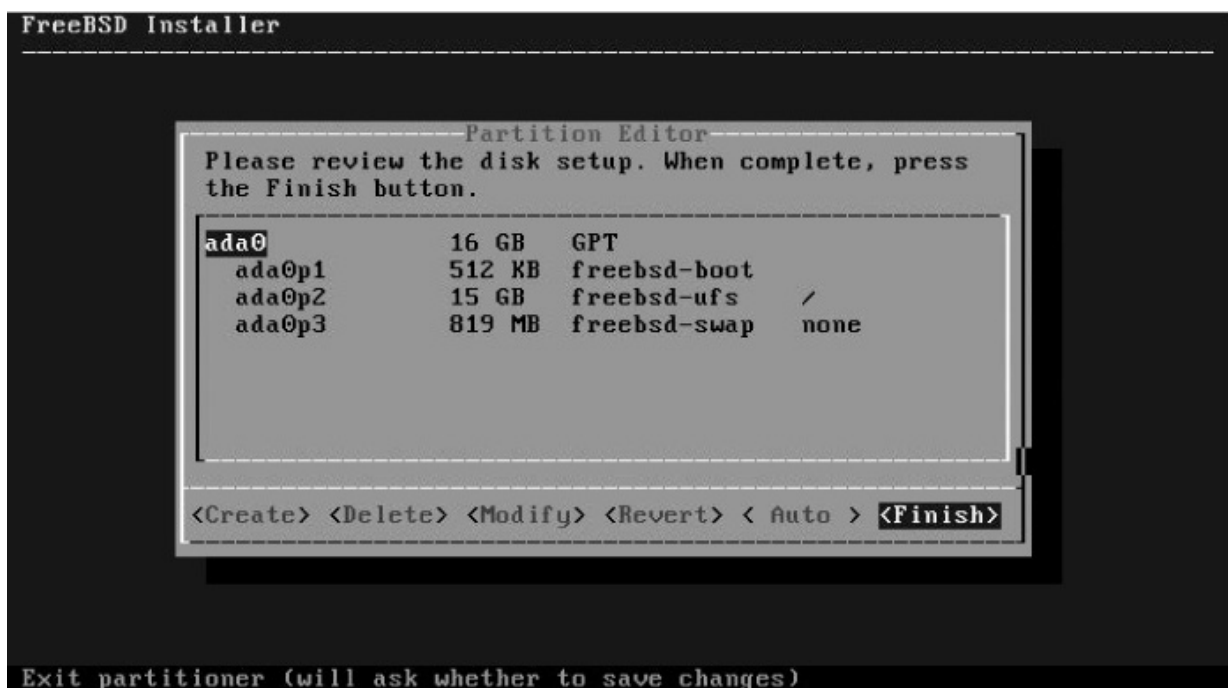 FreeBSD Installer
Partition Editor
Please review the disk setup. When complete, press
the Finish button.
ada0 16 GB GPT
ada0p1 512 KB freebsd-boot
ada0p2 15 GB freebsd-ufs /
ada0p3 819 MB freebsd-swap none
<Create> <Delete> <Modify> <Revert> < Auto > <Finish>
Exit partitioner (will ask whether to save changes)